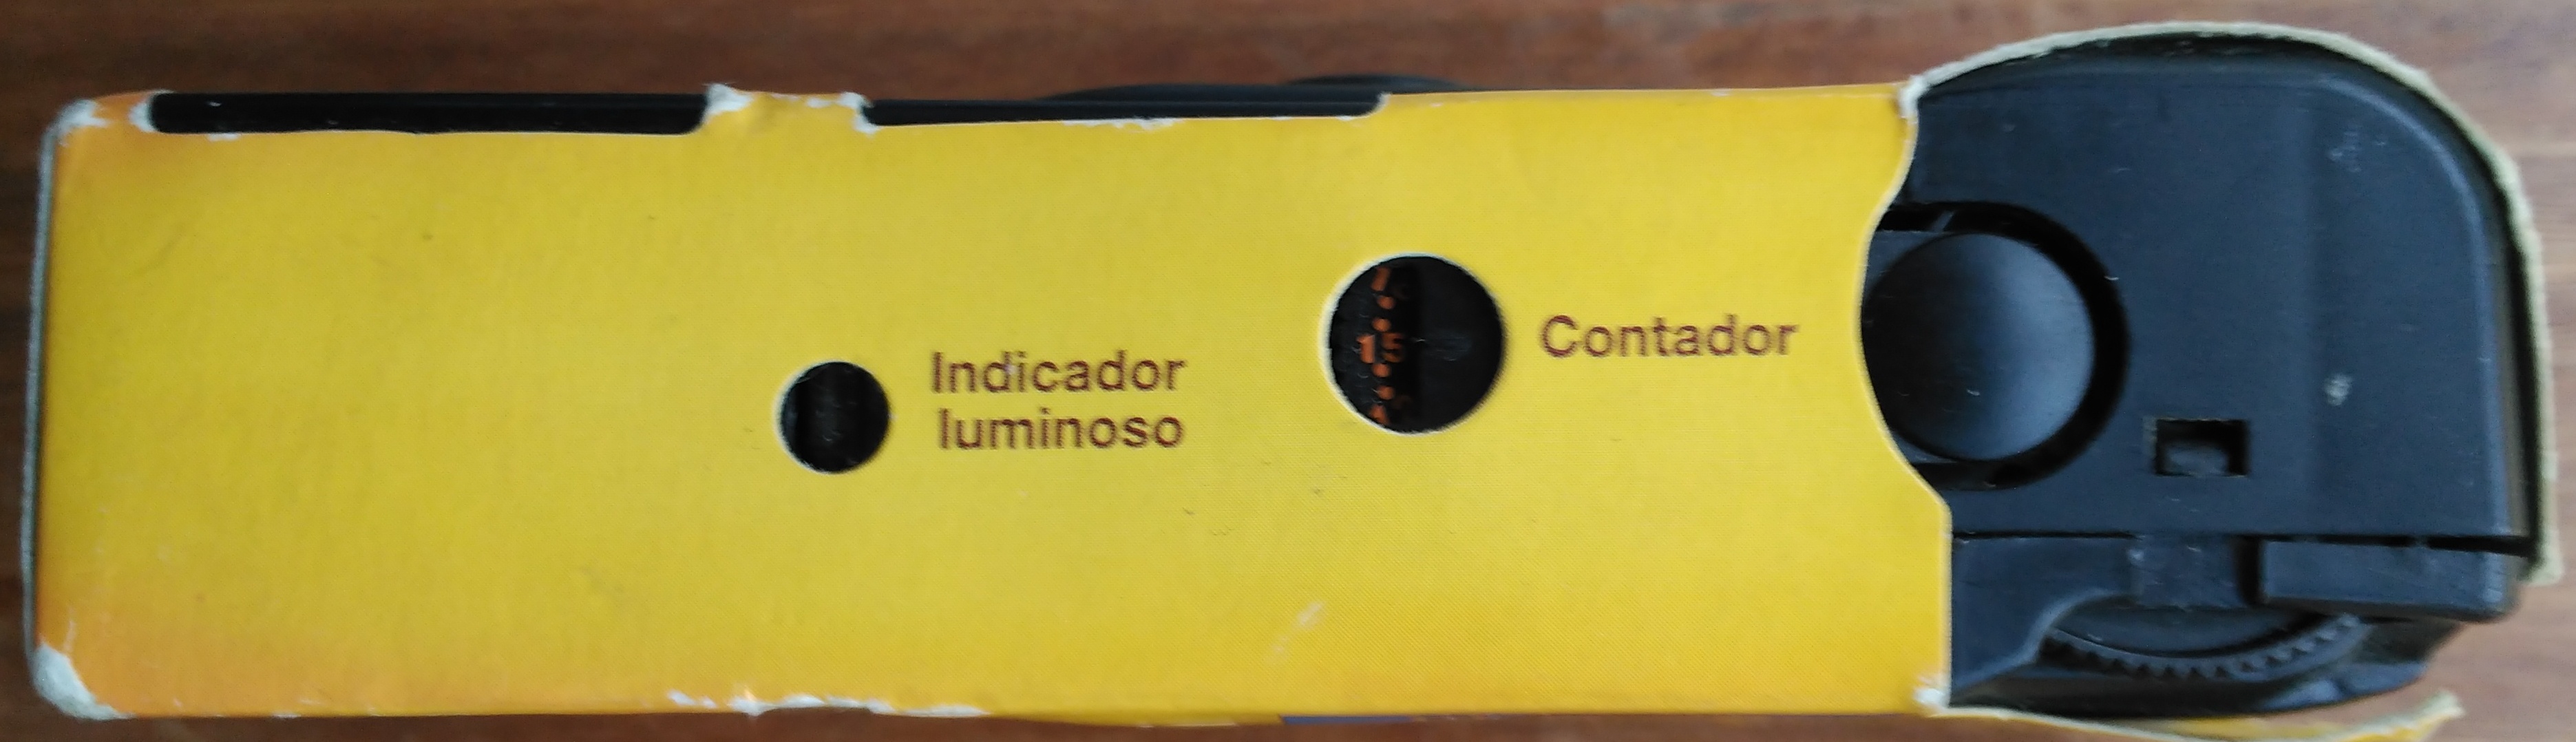 Indicador
luminoso
15
Contador